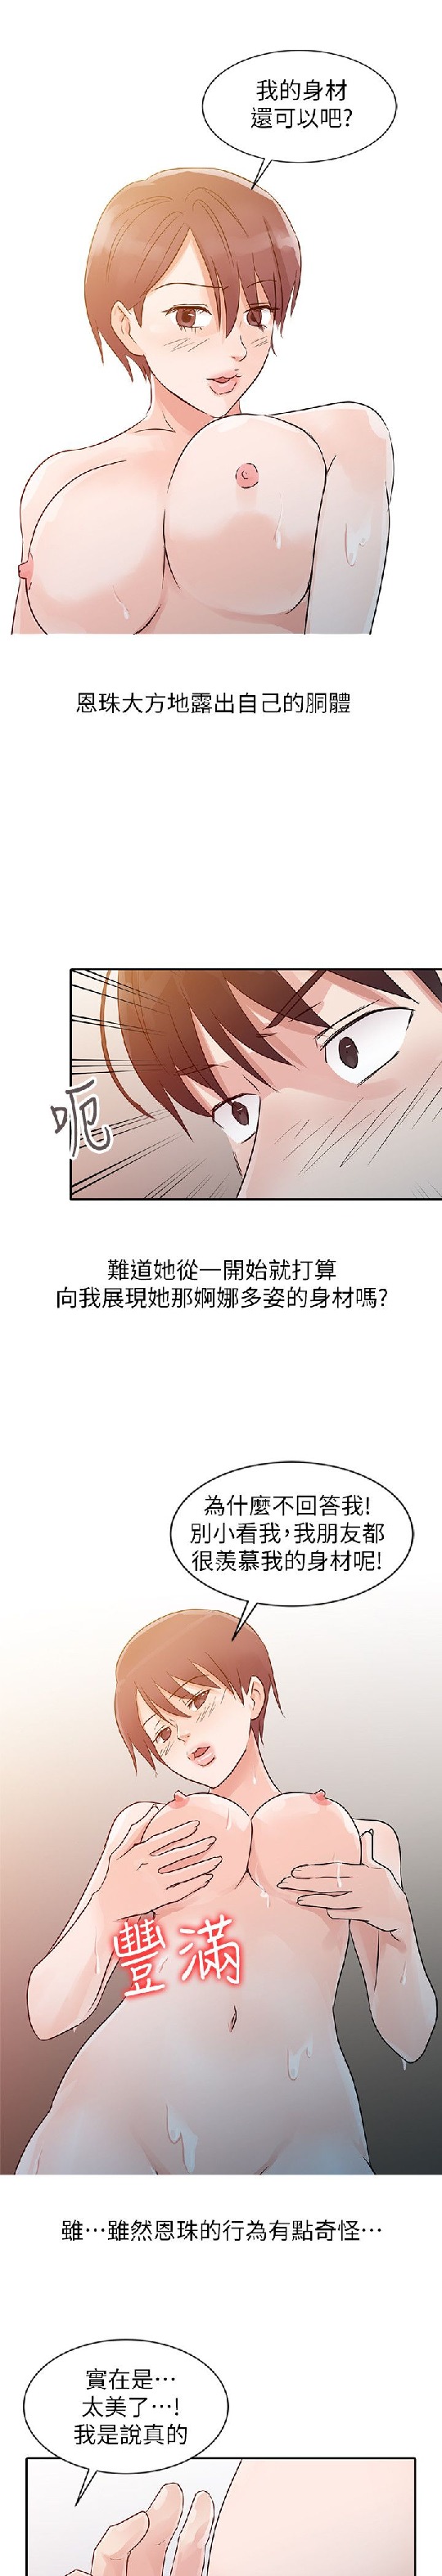 我的身材
還可以吧?
恩珠大方地露出自己的胴體
呃
難道她從一開始就打算
向我展現她那婀娜多姿的身材嗎?
為什麼不回答我!
別小看我,我朋友都
很羨慕我的身材呢!
豐滿
雖…雖然恩珠的行為有點奇怪…
實在是…
太美了…!
我是說真的